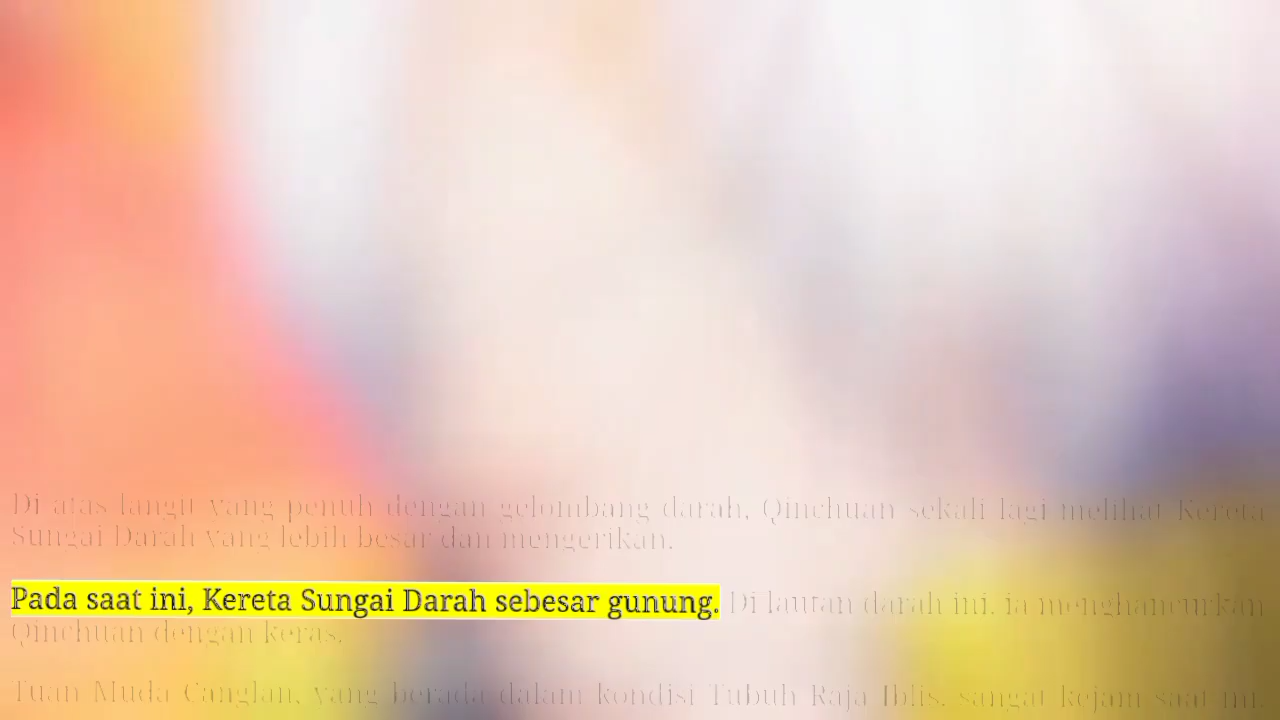 Di atas langit yang penuh dengan gelombang darah, Qinchuan sekali lagi melihat Kereta
Sungai Darah yang lebih besar dan mengerikan.
Pada saat ini, Kereta Sungai Darah sebesar gunung. Di lautan darah ini, ia menghancurkan
Qinchuan dengan keras.
Tuan Muda Canglan, yang berada dalam kondisi Tubuh Raja Iblis, sangat kejam saat ini.